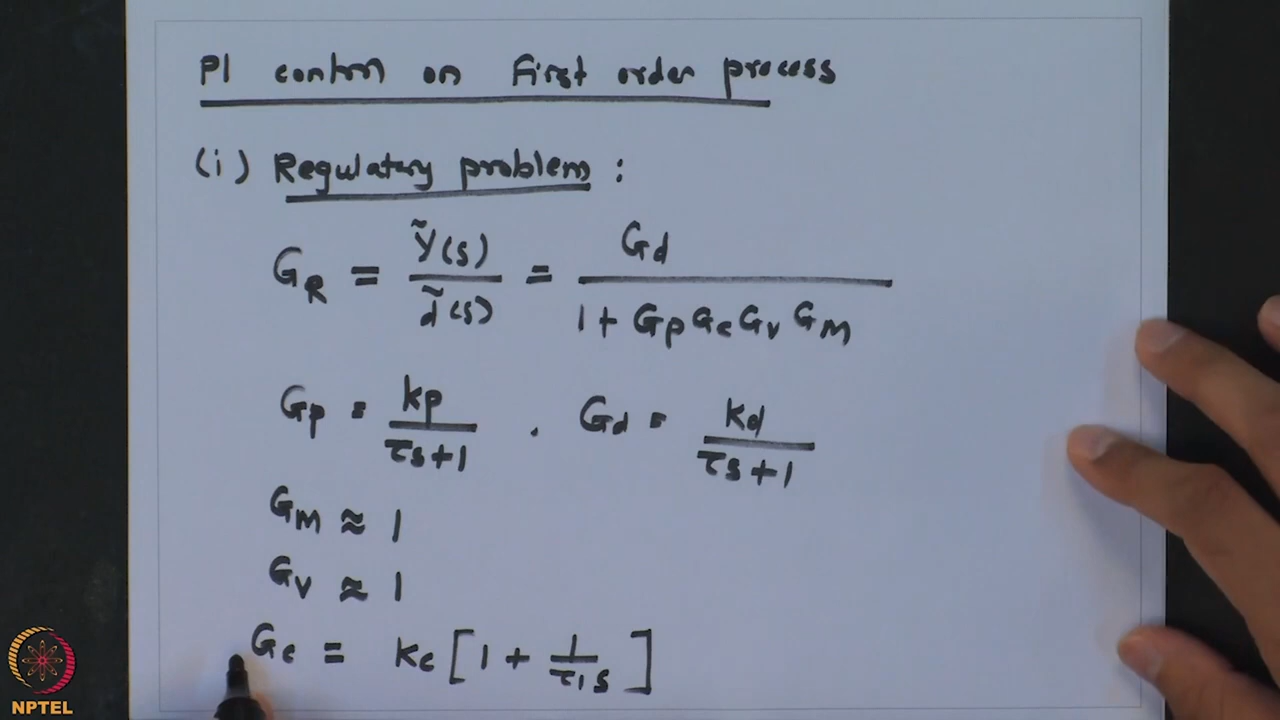 PI control on First order process
(i) Regulatory problem :
G_R = ỹ(s) / d̃(s) = G_d / (1 + G_p G_c G_v G_M)
G_p = k_p / (τs+1) . G_d = k_d / (τs+1)
G_M ≈ 1
G_v ≈ 1
G_c = k_c [1 + 1/(τ_I s)]
NPTEL